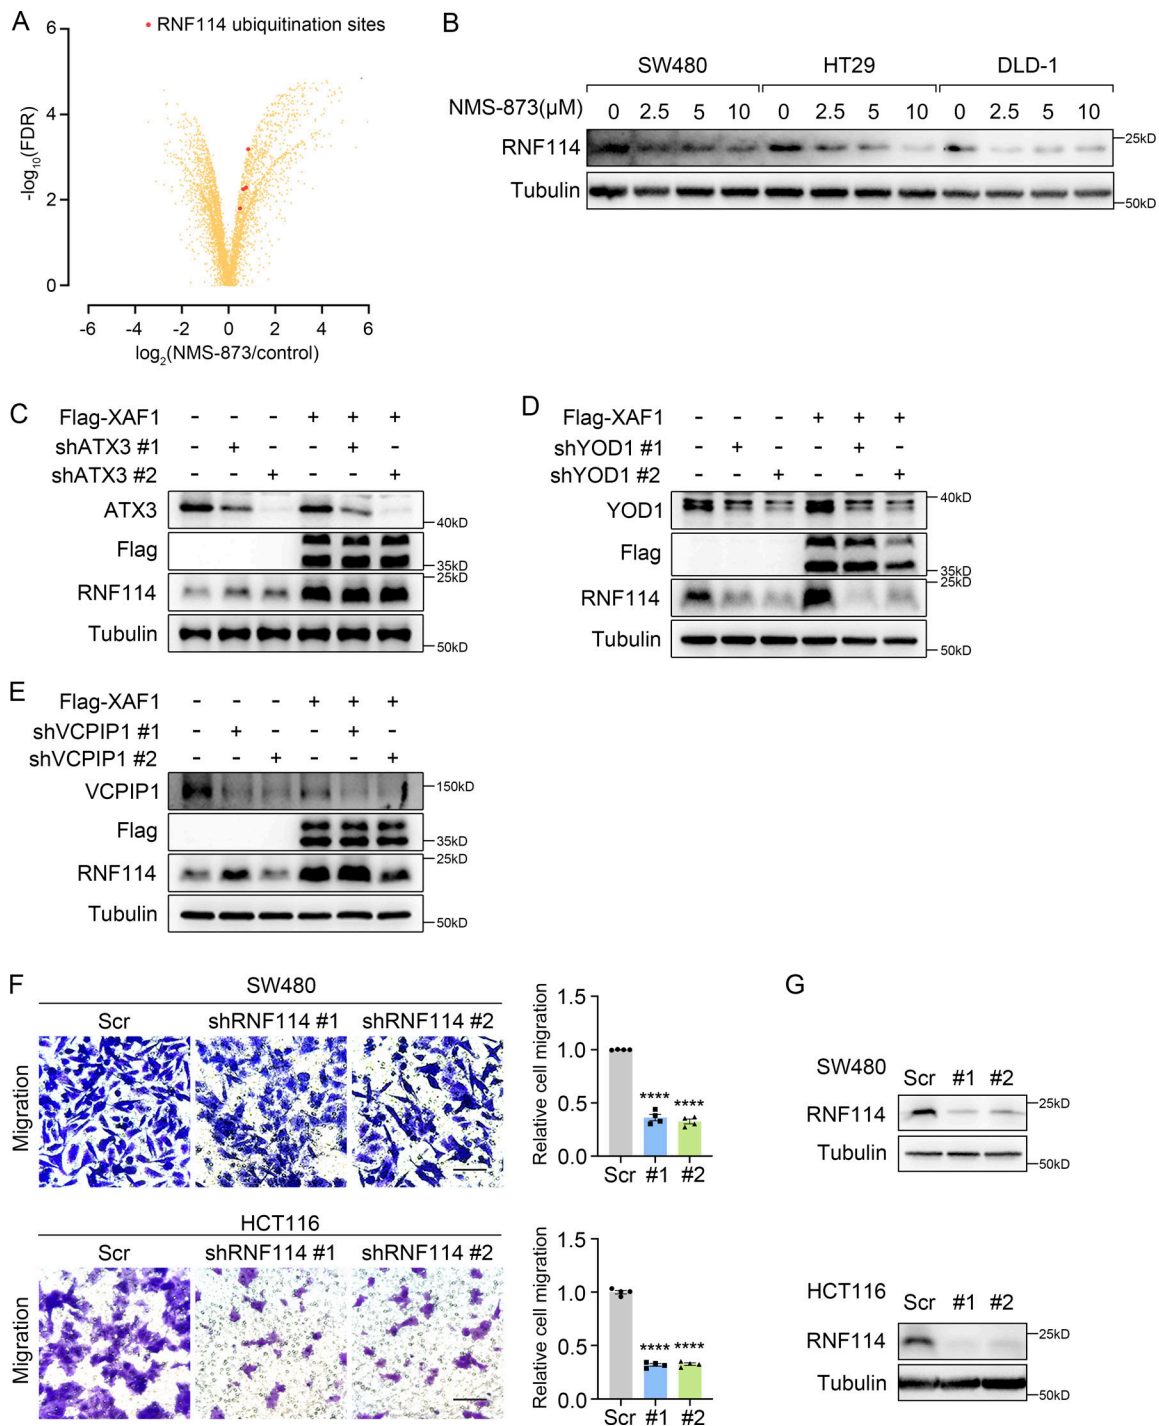 A
RNF114 ubiquitination sites
6
4
2
0
-log10(FDR)
-6 -4 -2 0 2 4 6
log2(NMS-873/control)
B
SW480 HT29 DLD-1
NMS-873(μM) 0 2.5 5 10 0 2.5 5 10 0 2.5 5 10
RNF114 25kD
Tubulin 50kD
C
Flag-XAF1 - - - + + +
shATX3 #1 - + - - + -
shATX3 #2 - - + - - +
ATX3 40kD
Flag 35kD
RNF114 25kD
Tubulin 50kD
D
Flag-XAF1 - - - + + +
shYOD1 #1 - + - - + -
shYOD1 #2 - - + - - +
YOD1 40kD
Flag 35kD
RNF114 25kD
Tubulin 50kD
E
Flag-XAF1 - - - + + +
shVCPIP1 #1 - + - - + -
shVCPIP1 #2 - - + - - +
VCPIP1 150kD
Flag 35kD
RNF114 25kD
Tubulin 50kD
F
SW480
Scr shRNF114 #1 shRNF114 #2
Migration
Relative cell migration
1.5
1.0
0.5
0.0
**** ****
Scr #1 #2
HCT116
Scr shRNF114 #1 shRNF114 #2
Migration
Relative cell migration
1.5
1.0
0.5
0.0
**** ****
Scr #1 #2
G
SW480
Scr #1 #2
RNF114 25kD
Tubulin 50kD
HCT116
Scr #1 #2
RNF114 25kD
Tubulin 50kD